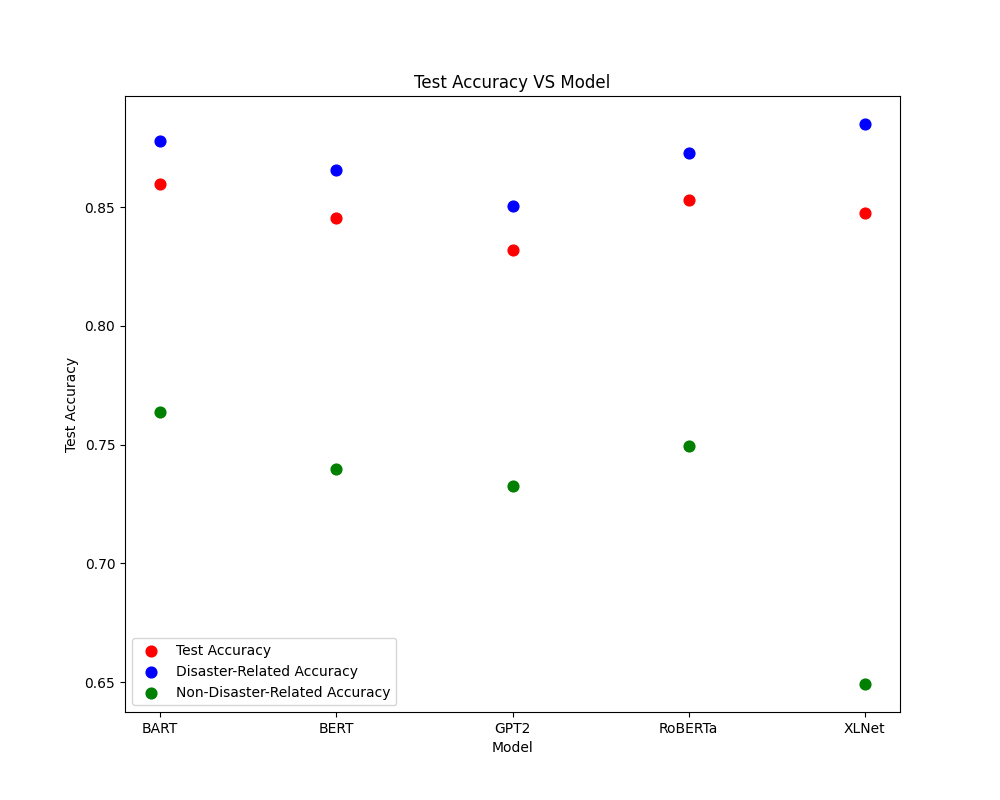 Test Accuracy VS Model
Test Accuracy
0.85
0.80
0.75
0.70
0.65
Test Accuracy
Disaster-Related Accuracy
Non-Disaster-Related Accuracy
BART BERT GPT2 RoBERTa XLNet
Model